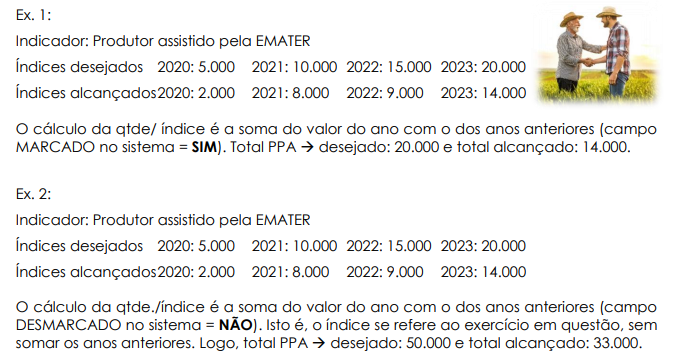 Ex. 1:
Indicador: Produtor assistido pela EMATER
Índices desejados 2020: 5.000 2021: 10.000 2022: 15.000 2023: 20.000
Índices alcançados2020: 2.000 2021: 8.000 2022: 9.000 2023: 14.000
O cálculo da qtde/ índice é a soma do valor do ano com o dos anos anteriores (campo
MARCADO no sistema = SIM). Total PPA → desejado: 20.000 e total alcançado: 14.000.
Ex. 2:
Indicador: Produtor assistido pela EMATER
Índices desejados 2020: 5.000 2021: 10.000 2022: 15.000 2023: 20.000
Índices alcançados2020: 2.000 2021: 8.000 2022: 9.000 2023: 14.000
O cálculo da qtde./índice é a soma do valor do ano com o dos anos anteriores (campo
DESMARCADO no sistema = NÃO). Isto é, o índice se refere ao exercício em questão, sem
somar os anos anteriores. Logo, total PPA → desejado: 50.000 e total alcançado: 33.000.